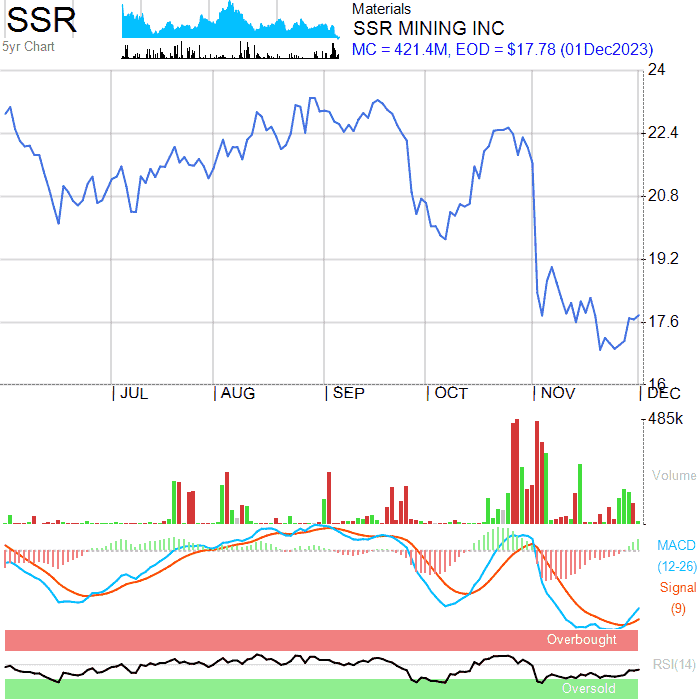 SSR
5yr Chart
Materials
SSR MINING INC
MC = 421.4M, EOD = $17.78 (01Dec2023)
24
22.4
20.8
19.2
17.6
16
JUL AUG SEP OCT NOV DEC
485k
Volume
MACD
(12-26)
Signal
(9)
Overbought
RSI(14)
Oversold